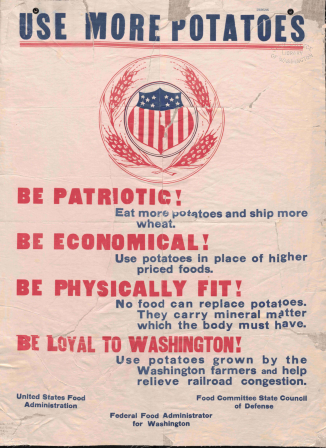 USE MORE POTATOES
BE PATRIOTIC!
Eat more potatoes and ship more
wheat.
BE ECONOMICAL!
Use potatoes in place of higher
priced foods.
BE PHYSICALLY FIT!
No food can replace potatoes.
They carry mineral matter
which the body must have.
BE LOYAL TO WASHINGTON!
Use potatoes grown by the
Washington farmers and help
relieve railroad congestion.
United States Food
Administration
Food Committee State Council
of Defense
Federal Food Administrator
for Washington